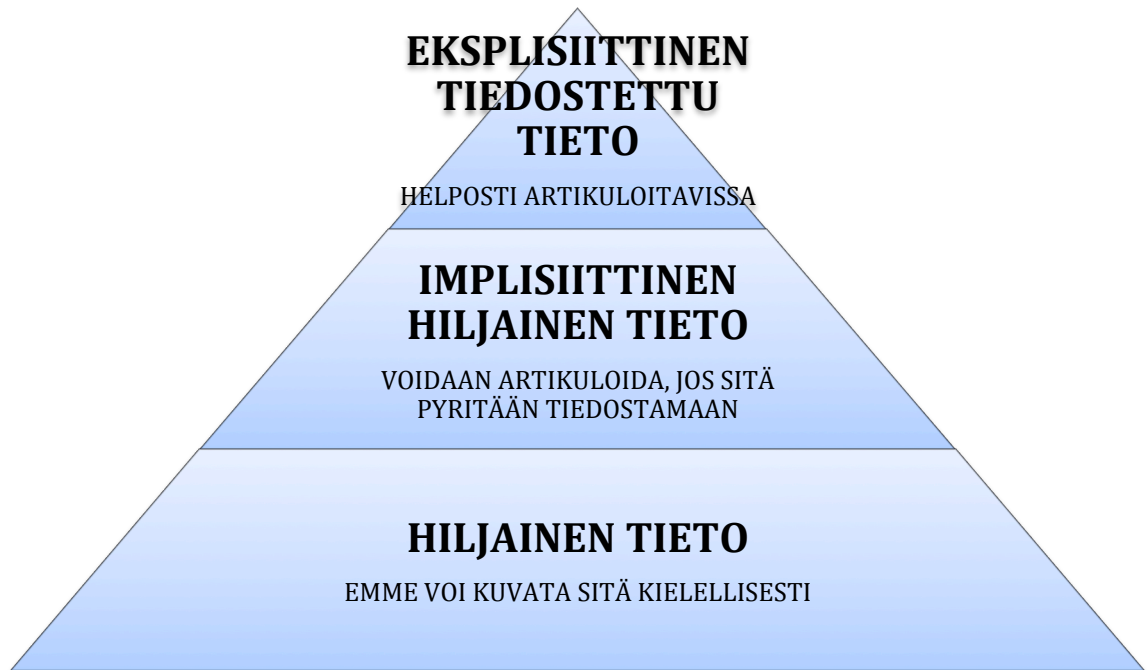 EKSPLISIITTINEN
TIEDOSTETTU
TIETO
HELPOSTI ARTIKULOITAVISSA
IMPLISIITTINEN
HILJAINEN TIETO
VOIDAAN ARTIKULOIDA, JOS SITÄ
PYRITÄÄN TIEDOSTAMAAN
HILJAINEN TIETO
EMME VOI KUVATA SITÄ KIELELLISESTI